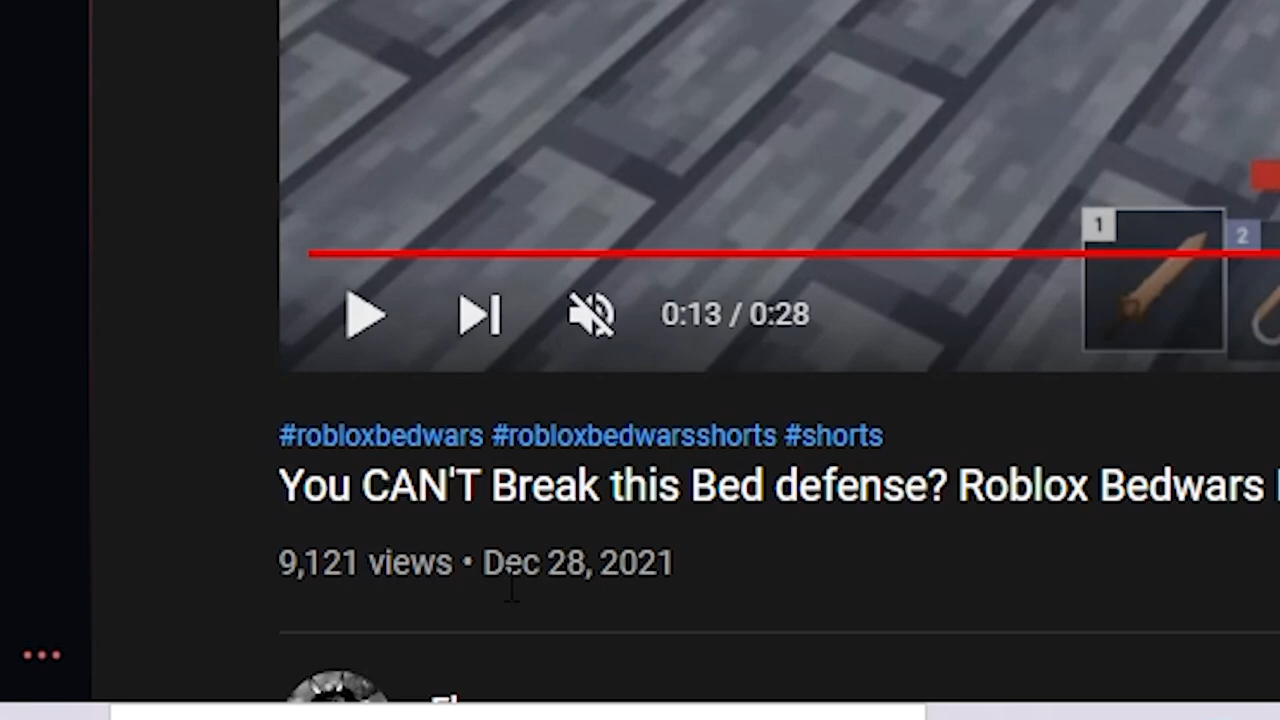 1
2
0:13 / 0:28
#robloxbedwars #robloxbedwarsshorts #shorts
You CAN'T Break this Bed defense? Roblox Bedwars
9,121 views • Dec 28, 2021